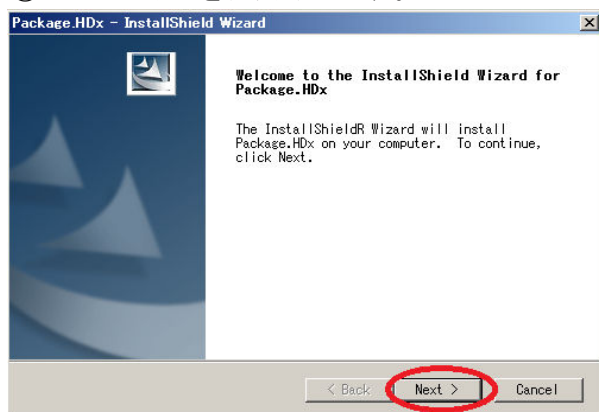 Package.HDx - InstallShield Wizard
Welcome to the InstallShield Wizard for
Package.HDx
The InstallShieldR Wizard will install
Package.HDx on your computer. To continue,
click Next.
< Back
Next >
Cancel